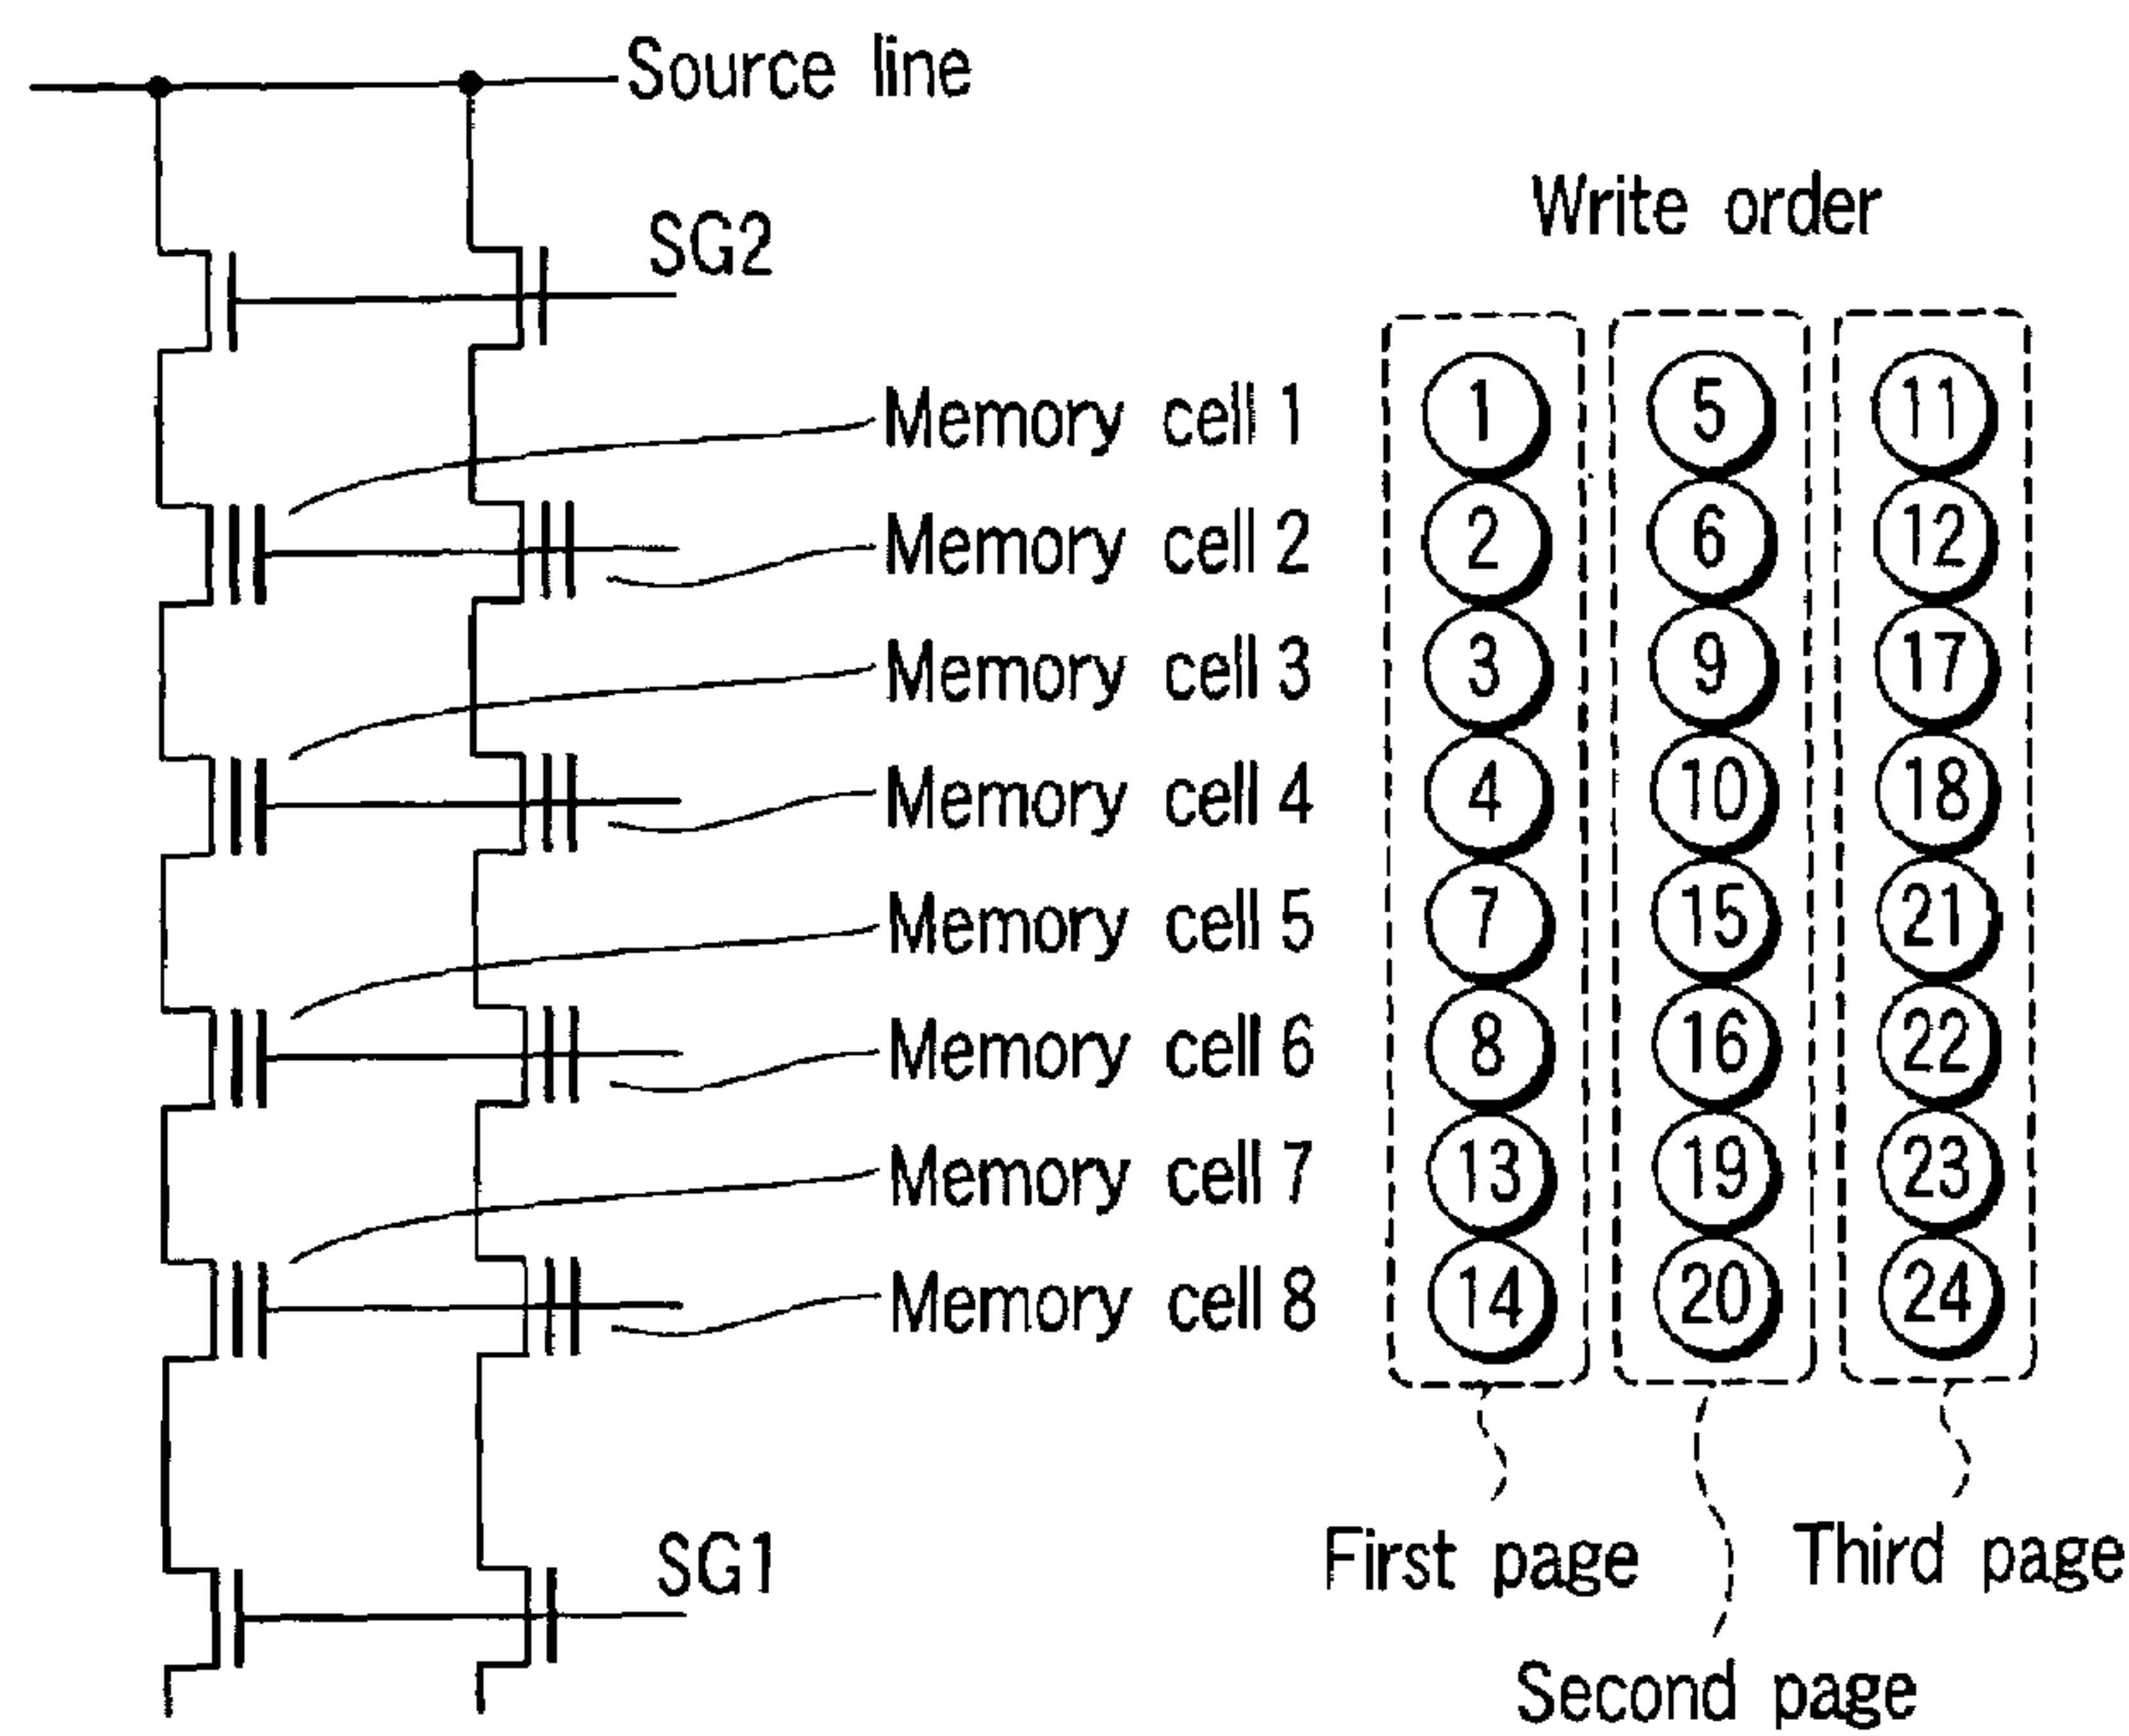 Source line
SG2
Write order
Memory cell 1 1 5 11
Memory cell 2 2 6 12
Memory cell 3 3 9 17
Memory cell 4 4 10 18
Memory cell 5 7 15 21
Memory cell 6 8 16 22
Memory cell 7 13 19 23
Memory cell 8 14 20 24
SG1
First page
Third page
Second page